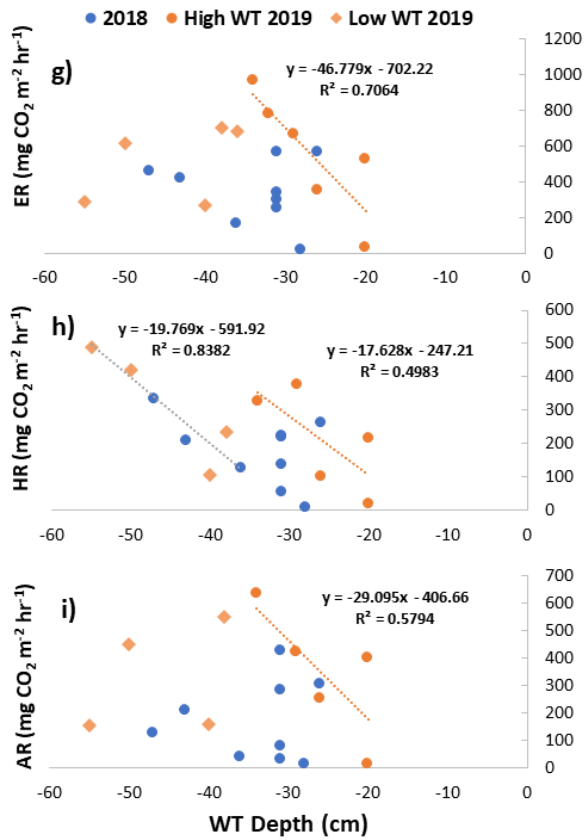 2018 High WT 2019 Low WT 2019
g)
ER (mg CO₂ m⁻² hr⁻¹)
y = -46.779x - 702.22
R² = 0.7064
1200
1000
800
600
400
200
0
-60 -50 -40 -30 -20 -10 0
h)
HR (mg CO₂ m⁻² hr⁻¹)
y = -19.769x - 591.92
R² = 0.8382
y = -17.628x - 247.21
R² = 0.4983
600
500
400
300
200
100
0
-60 -50 -40 -30 -20 -10 0
i)
AR (mg CO₂ m⁻² hr⁻¹)
y = -29.095x - 406.66
R² = 0.5794
700
600
500
400
300
200
100
0
-60 -50 -40 -30 -20 -10 0
WT Depth (cm)